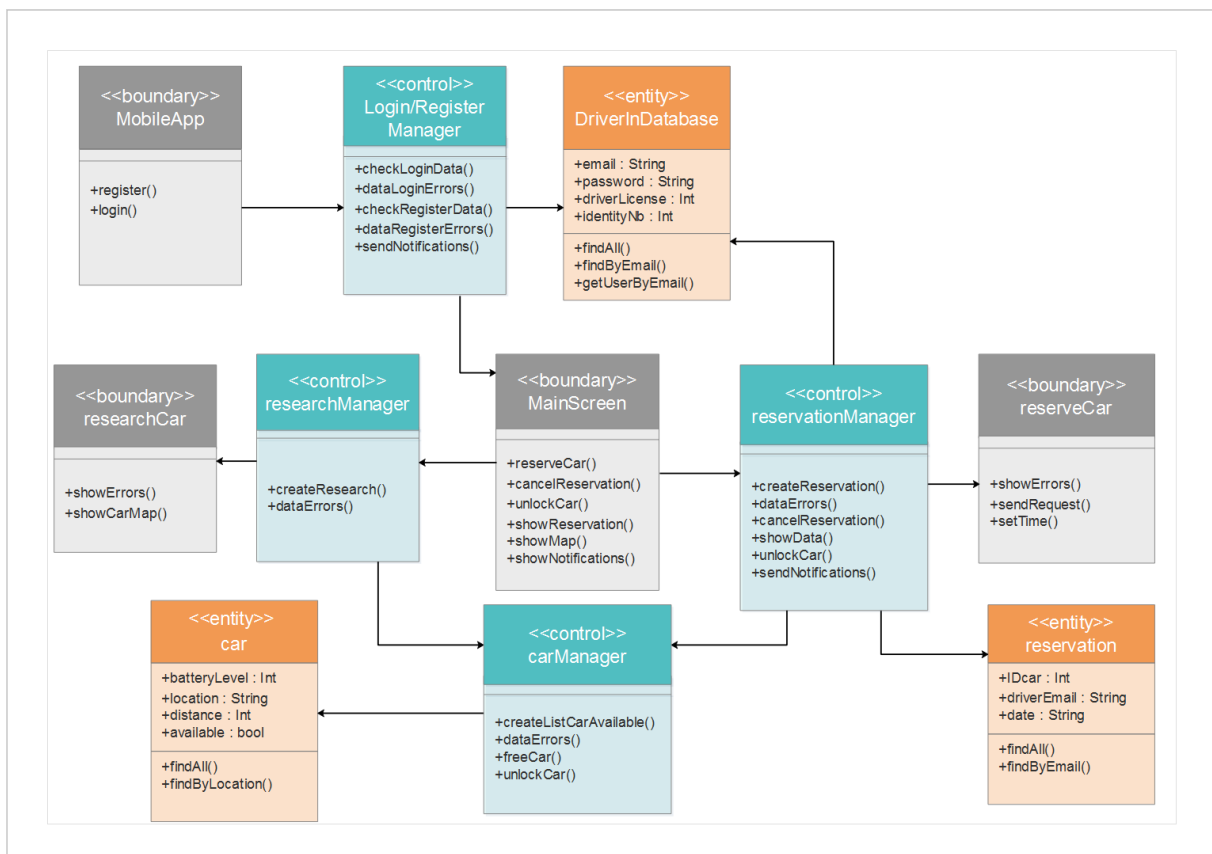 <<boundary>>
MobileApp
+register()
+login()
<<control>>
Login/Register
Manager
+checkLoginData()
+dataLoginErrors()
+checkRegisterData()
+dataRegisterErrors()
+sendNotifications()
<<entity>>
DriverInDatabase
+email : String
+password : String
+driverLicense : Int
+identityNb : Int
+findAll()
+findByEmail()
+getUserByEmail()
<<boundary>>
researchCar
+showErrors()
+showCarMap()
<<control>>
researchManager
+createResearch()
+dataErrors()
<<boundary>>
MainScreen
+reserveCar()
+cancelReservation()
+unlockCar()
+showReservation()
+showMap()
+showNotifications()
<<control>>
reservationManager
+createReservation()
+dataErrors()
+cancelReservation()
+showData()
+unlockCar()
+sendNotifications()
<<boundary>>
reserveCar
+showErrors()
+sendRequest()
+setTime()
<<entity>>
car
+batteryLevel : Int
+location : String
+distance : Int
+available : bool
+findAll()
+findByLocation()
<<control>>
carManager
+createListCarAvailable()
+dataErrors()
+freeCar()
+unlockCar()
<<entity>>
reservation
+IDcar : Int
+driverEmail : String
+date : String
+findAll()
+findByEmail()